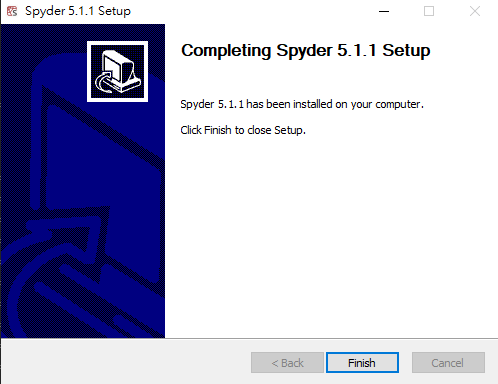 Spyder 5.1.1 Setup
Completing Spyder 5.1.1 Setup
Spyder 5.1.1 has been installed on your computer.
Click Finish to close Setup.
< Back
Finish
Cancel